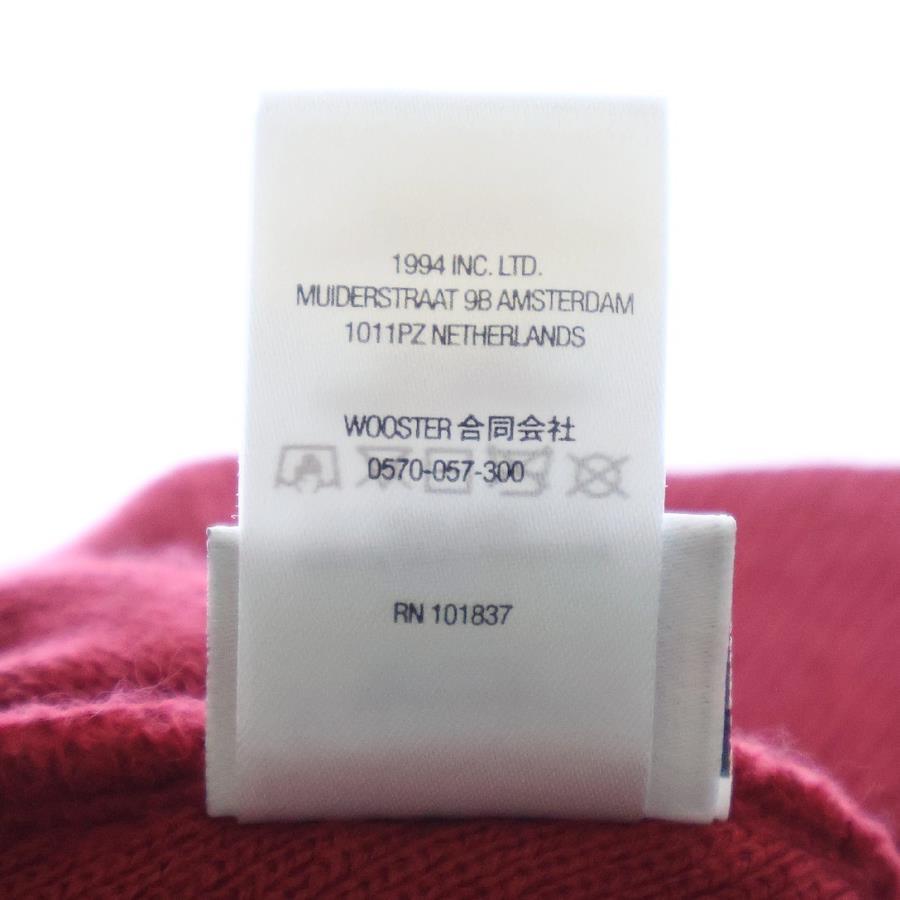 1994 INC. LTD.
MUIDERSTRAAT 9B AMSTERDAM
1011PZ NETHERLANDS
WOOSTER 合同会社
0570-057-300
RN 101837